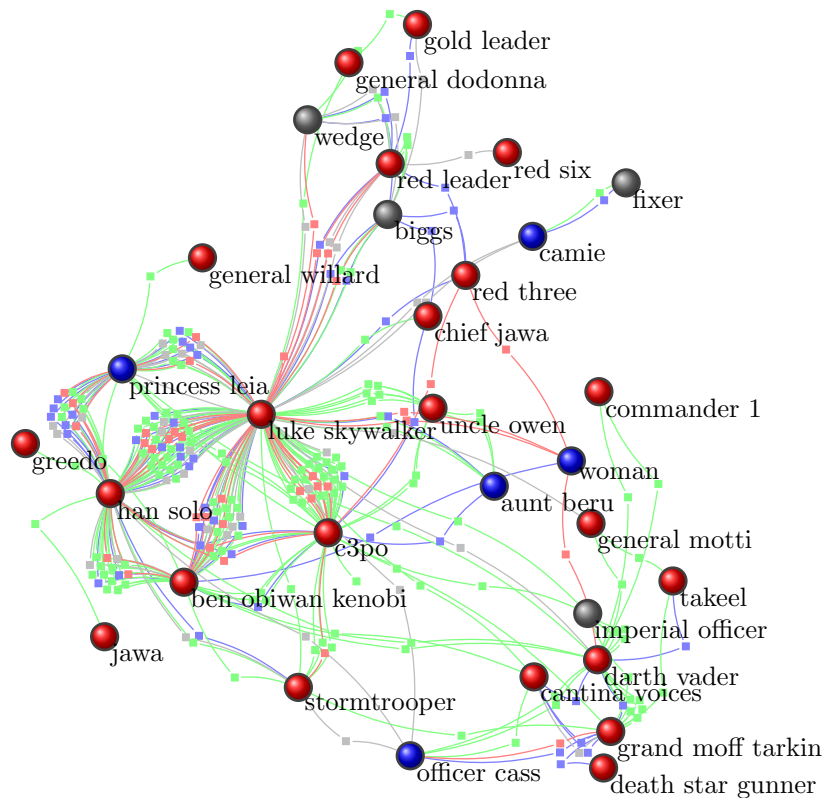 gold leader
general dodonna
wedge
red leader
red six
fixer
biggs
camie
general willard
red three
chief jawa
princess leia
commander 1
luke skywalker
uncle owen
greedo
woman
han solo
aunt beru
general motti
c3po
ben obiwan kenobi
takeel
imperial officer
jawa
darth vader
cantina voices
stormtrooper
grand moff tarkin
officer cass
death star gunner